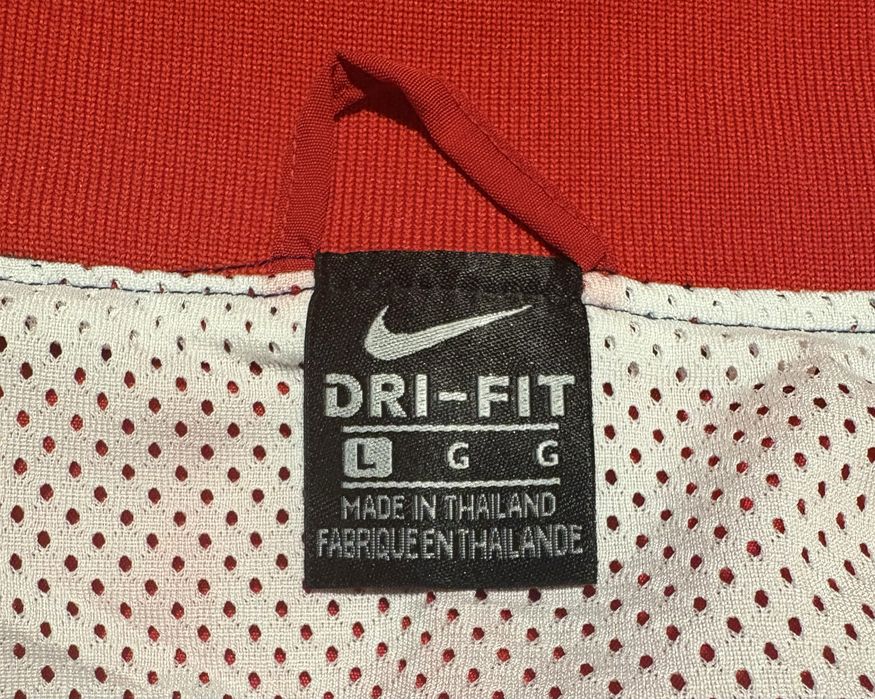 DRI-FIT
L G G
MADE IN THAILAND
FABRIQUE EN THAILANDE